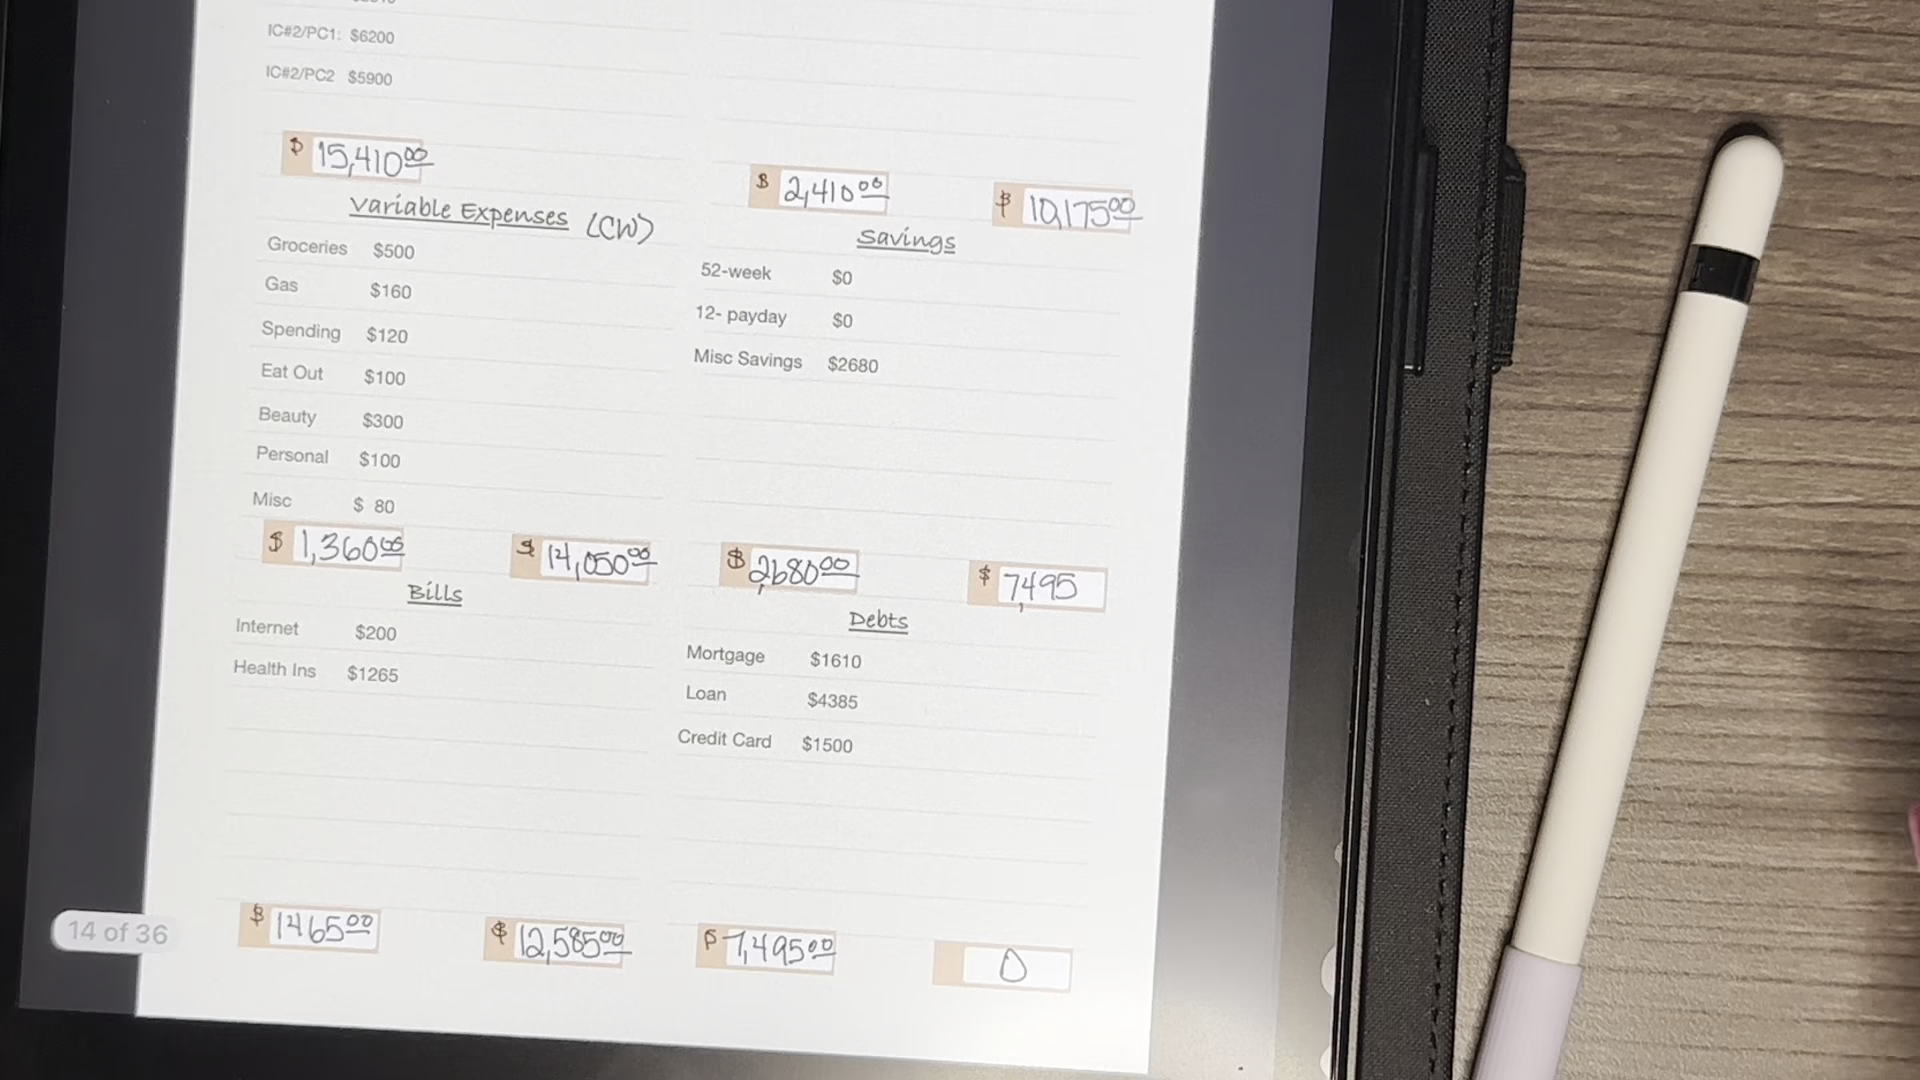 IC#2/PC1: $6200
IC#2/PC2 $5900
$ 15,410.00
Variable Expenses (CW)
Groceries $500
Gas $160
Spending $120
Eat Out $100
Beauty $300
Personal $100
Misc $ 80
$ 1,360.00 $ 14,050.00
Bills
Internet $200
Health Ins $1265
$ 1465.00 $ 12,585.00
$ 2,410.00 $ 10,175.00
Savings
52-week $0
12- payday $0
Misc Savings $2680
$ 2,680.00 $ 7,495
Debts
Mortgage $1610
Loan $4385
Credit Card $1500
$ 7,495.00 0
14 of 36